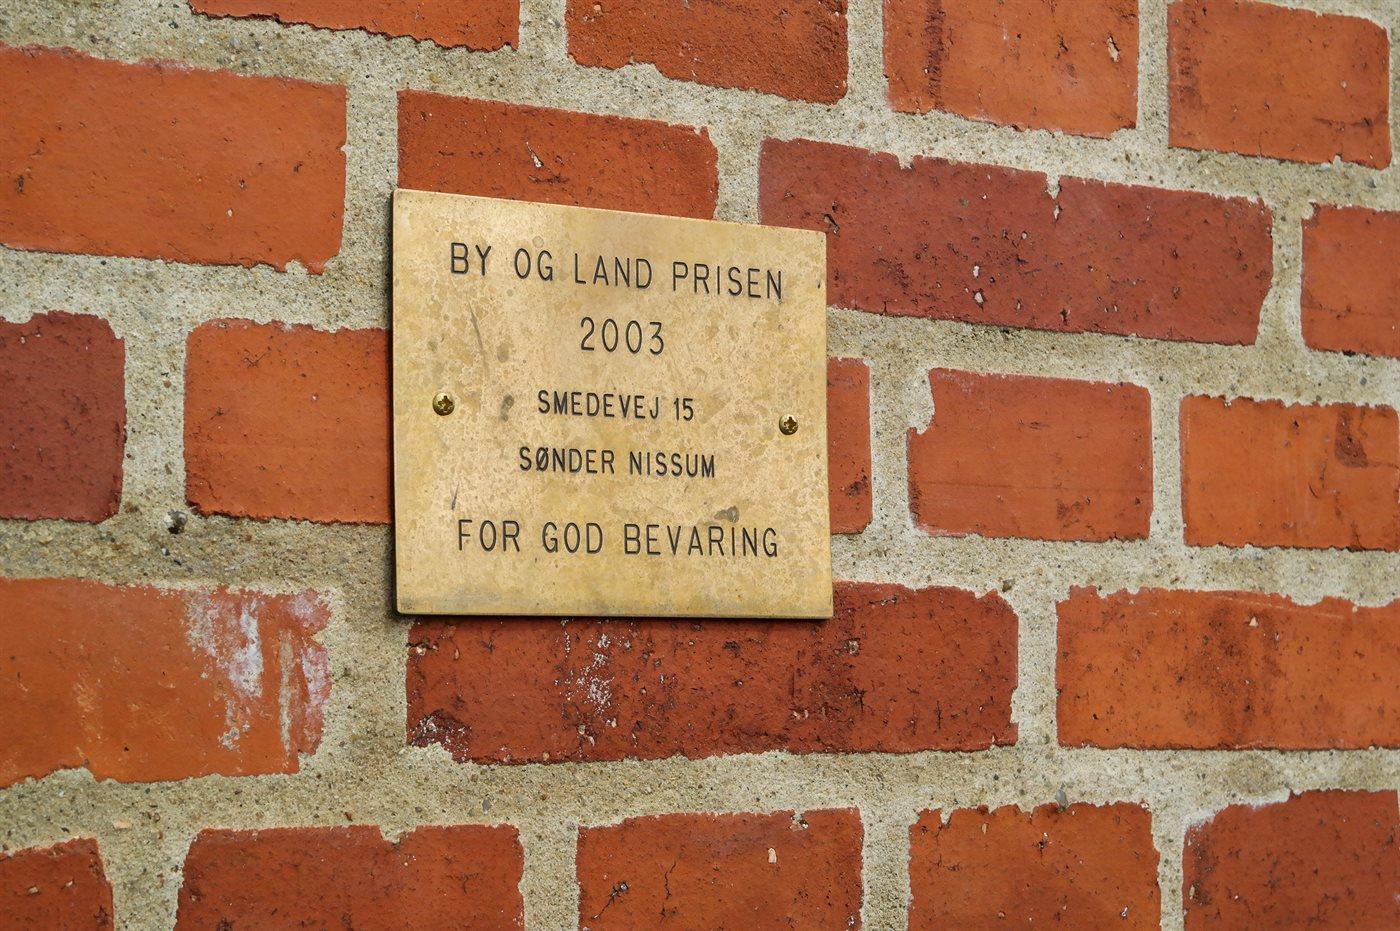 BY OG LAND PRISEN
2003
SMEDEVEJ 15
SØNDER NISSUM
FOR GOD BEVARING